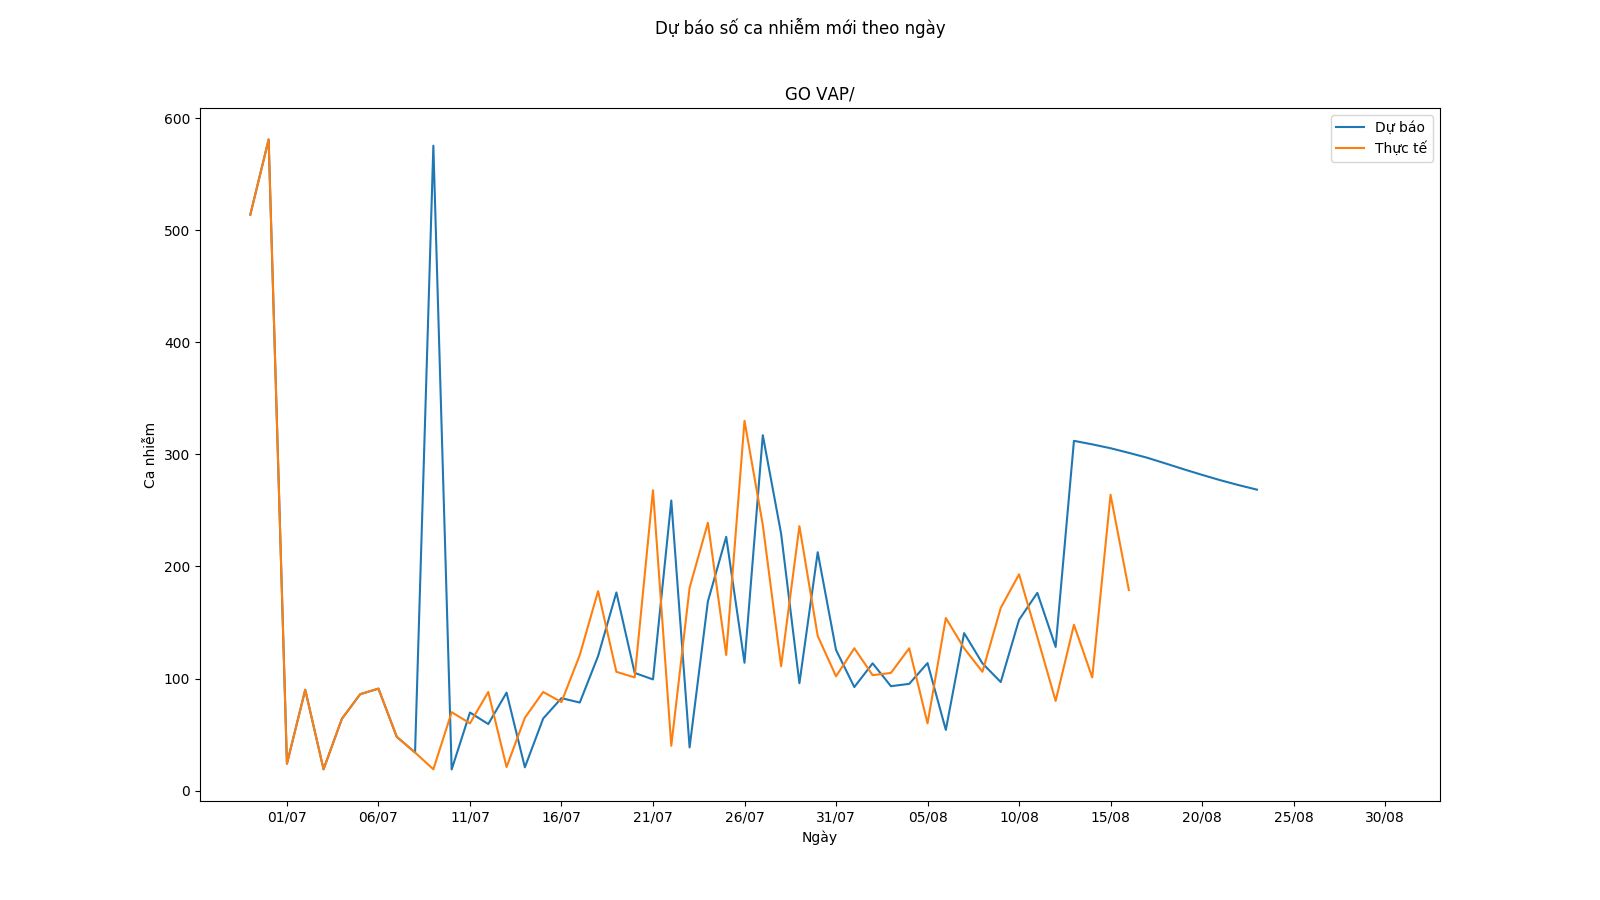 Dự báo số ca nhiễm mới theo ngày
GO VAP/
Dự báo
Thực tế
600
500
400
300
200
100
0
Ca nhiễm
01/07 06/07 11/07 16/07 21/07 26/07 31/07 05/08 10/08 15/08 20/08 25/08 30/08
Ngày